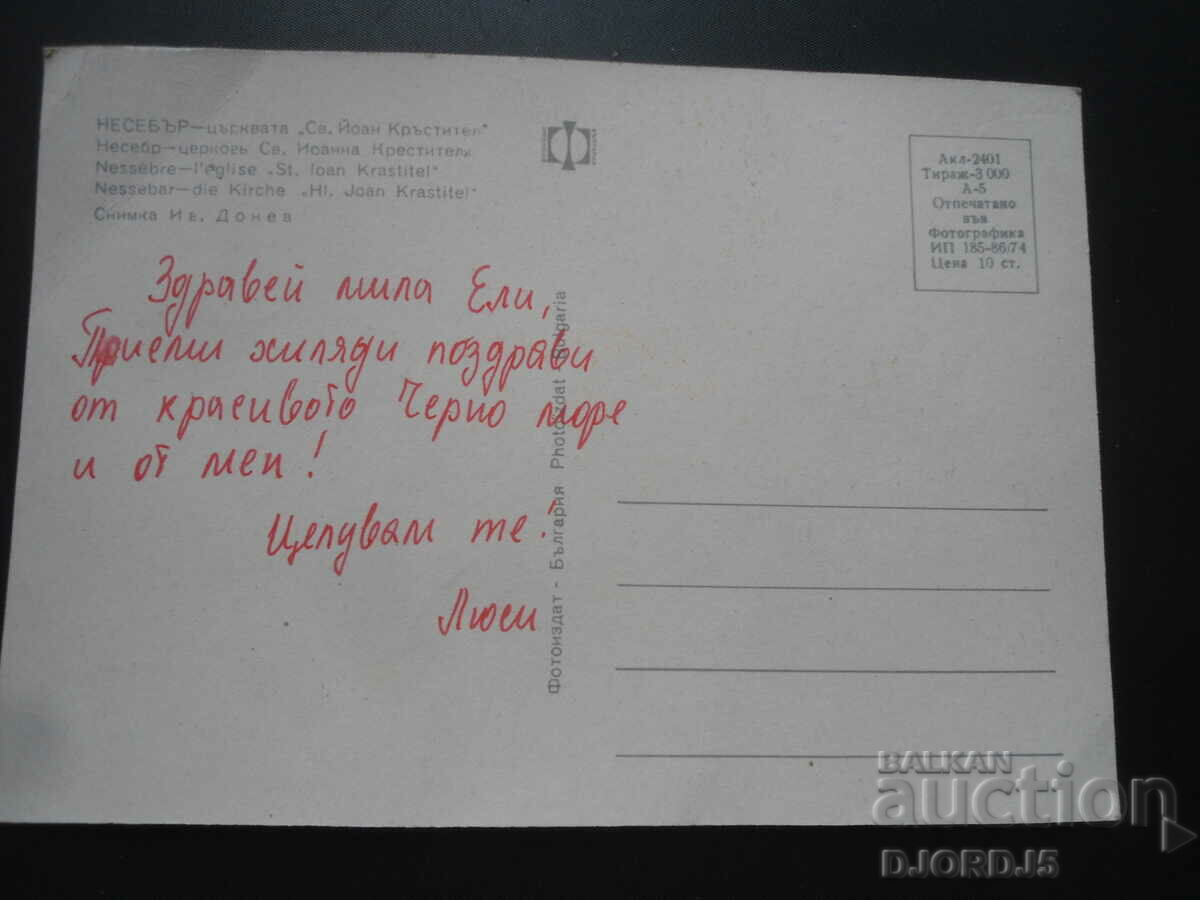 НЕСЕБЪР—църквата „Св. Йоан Кръстител"
Несебр—церковь Св. Иоанна Крестителя
Nessèbre—l'église „St. Ioan Krastitel"
Nessebar—die Kirche „Hl. Joan Krastitel"
Снимка Ив. Донев
Акл-2401
Тираж-3 000
А-5
Отпечатано
във
Фотографика
ИП 185-86/74
Цена 10 ст.
Здравей мила Ели,
Приеми хиляди поздрави
от красивото Черно море
и от мен!
Целувам те!
Люси
Фотоиздат - България Photoizdat Bulgaria
BALKAN
auction
DJORDJ5